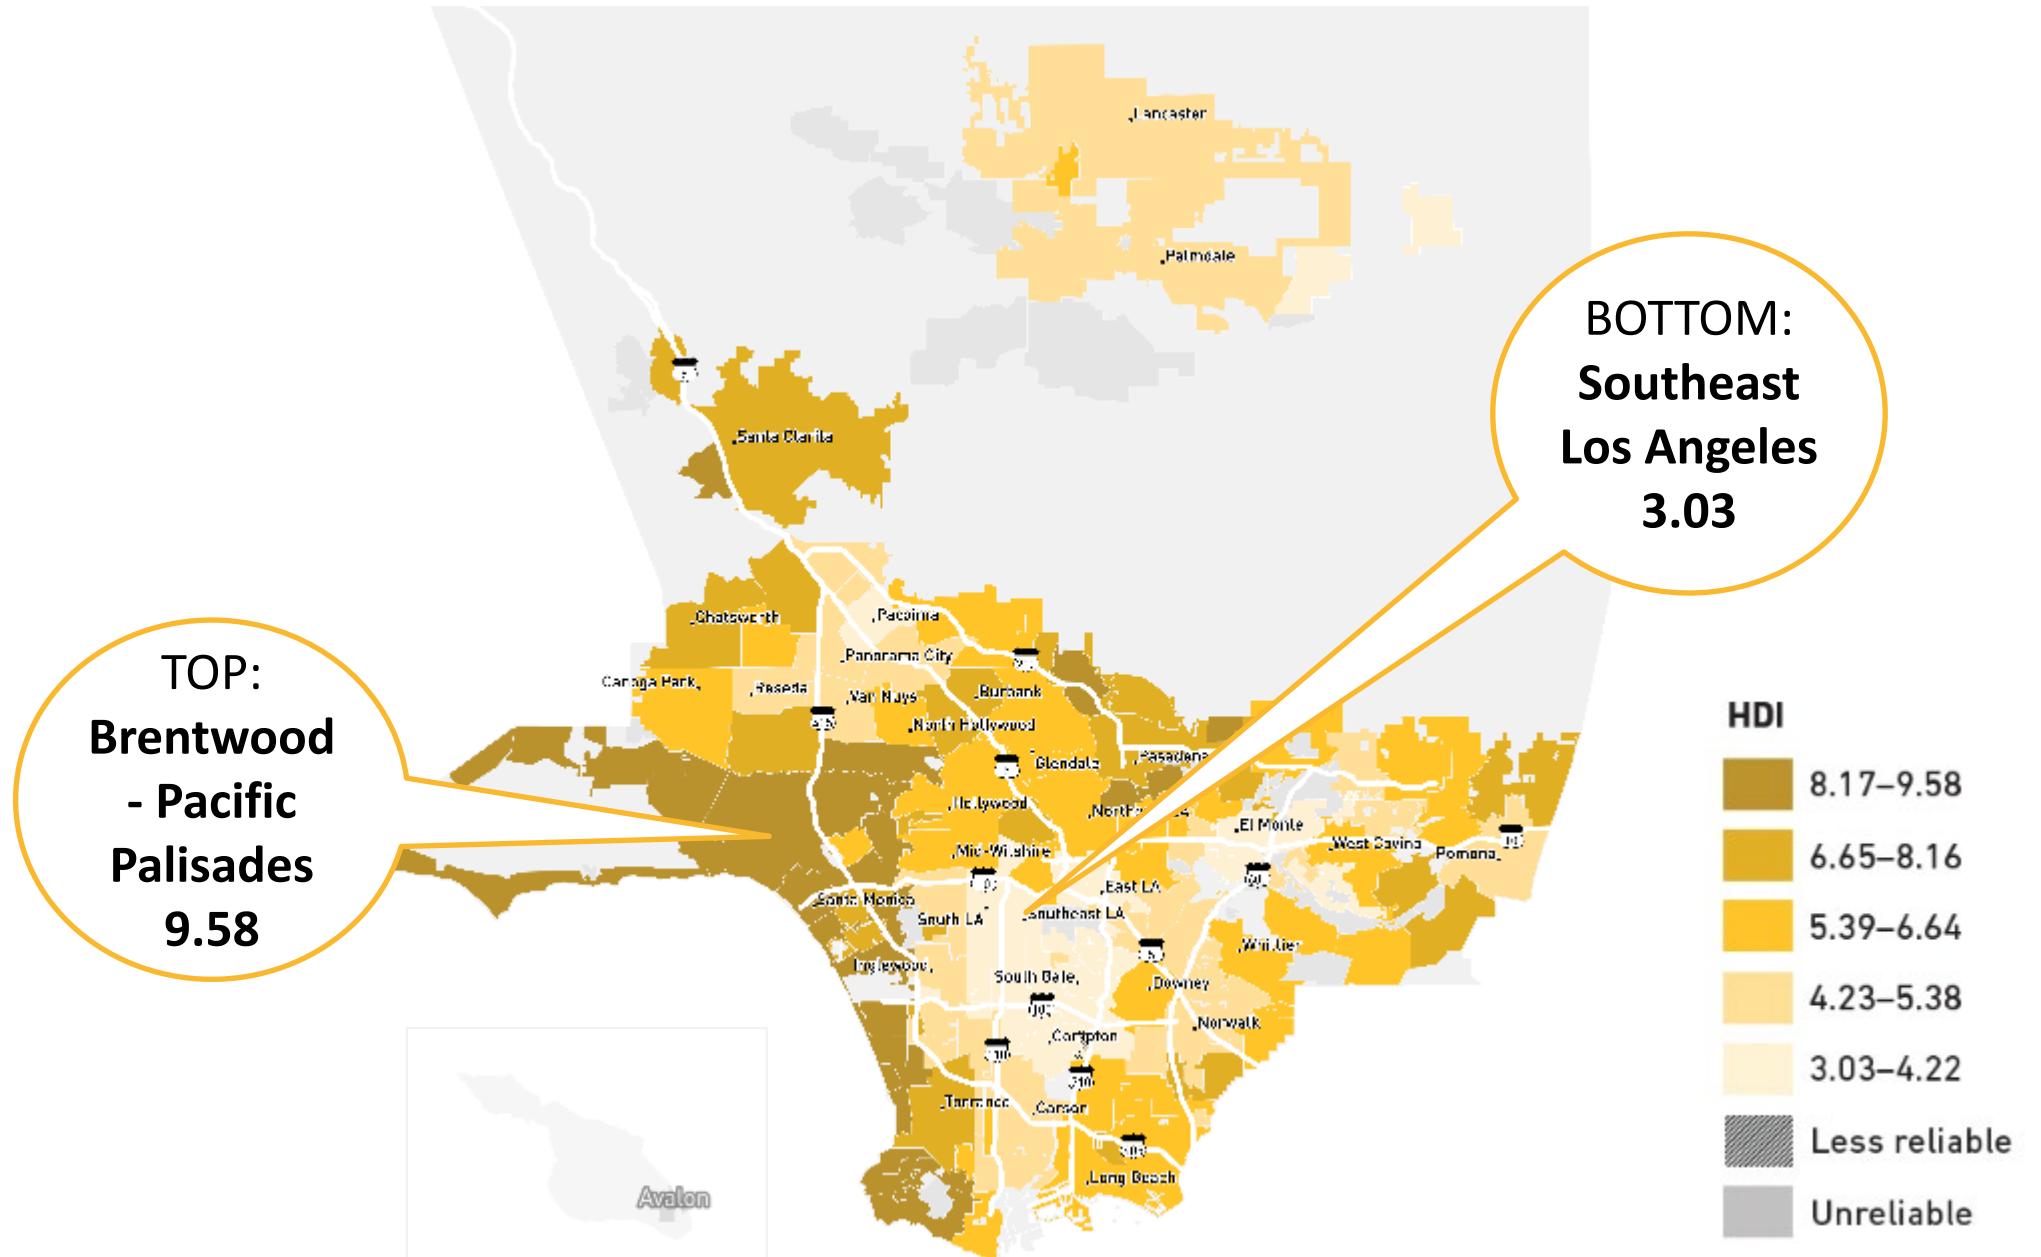 Lancaster
Palmdale
BOTTOM:
Southeast
Los Angeles
3.03
Santa Clarita
Chatsworth
Pacoima
Panorama City
Canoga Park
Reseda
Van Nuys
Burbank
North Hollywood
Glendale
Pasadena
TOP:
Brentwood
- Pacific
Palisades
9.58
Hollywood
El Monte
Mid-Wilshire
West Covina
Pomona
East LA
Santa Monica
South LA
Southeast LA
Whittier
Inglewood
South Gate
Downey
Norwalk
Compton
Torrance
Carson
Long Beach
Avalon
HDI
8.17–9.58
6.65–8.16
5.39–6.64
4.23–5.38
3.03–4.22
Less reliable
Unreliable